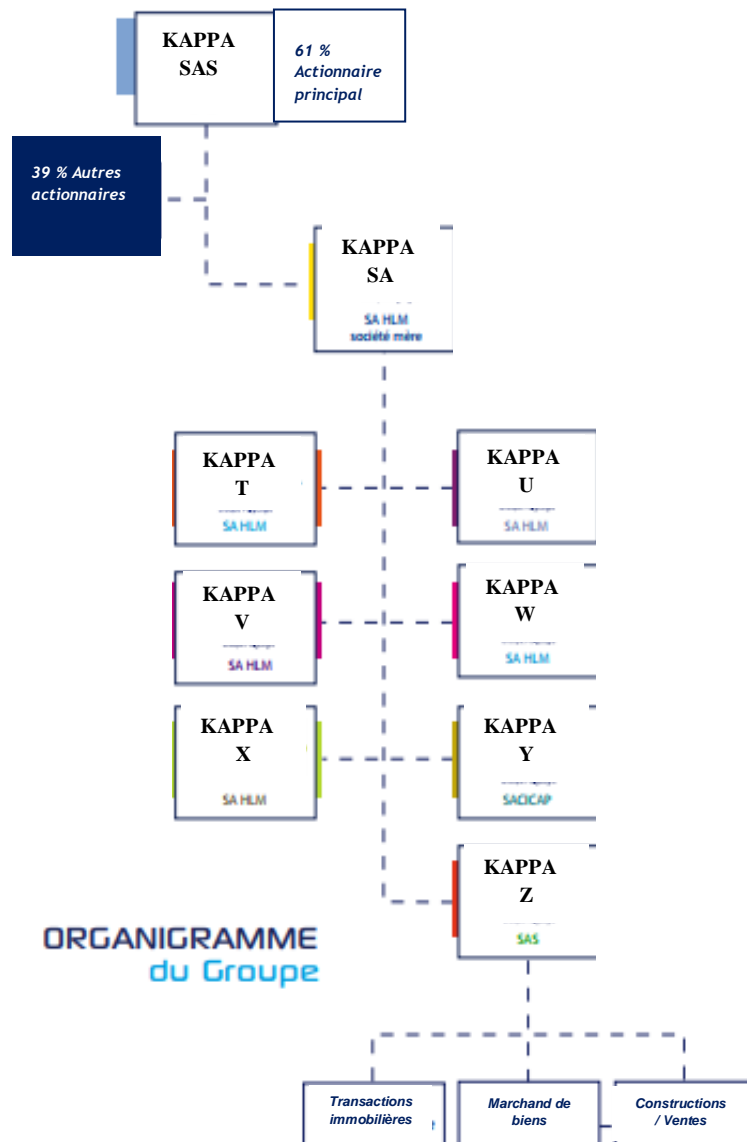 KAPPA
SAS
61 %
Actionnaire
principal
39 % Autres
actionnaires
KAPPA
SA
SA HLM
société mère
KAPPA
T
SA HLM
KAPPA
U
SA HLM
KAPPA
V
SA HLM
KAPPA
W
SA HLM
KAPPA
X
SA HLM
KAPPA
Y
SACICAP
KAPPA
Z
SAS
ORGANIGRAMME
du Groupe
Transactions
immobilières
Marchand de
biens
Constructions
/ Ventes